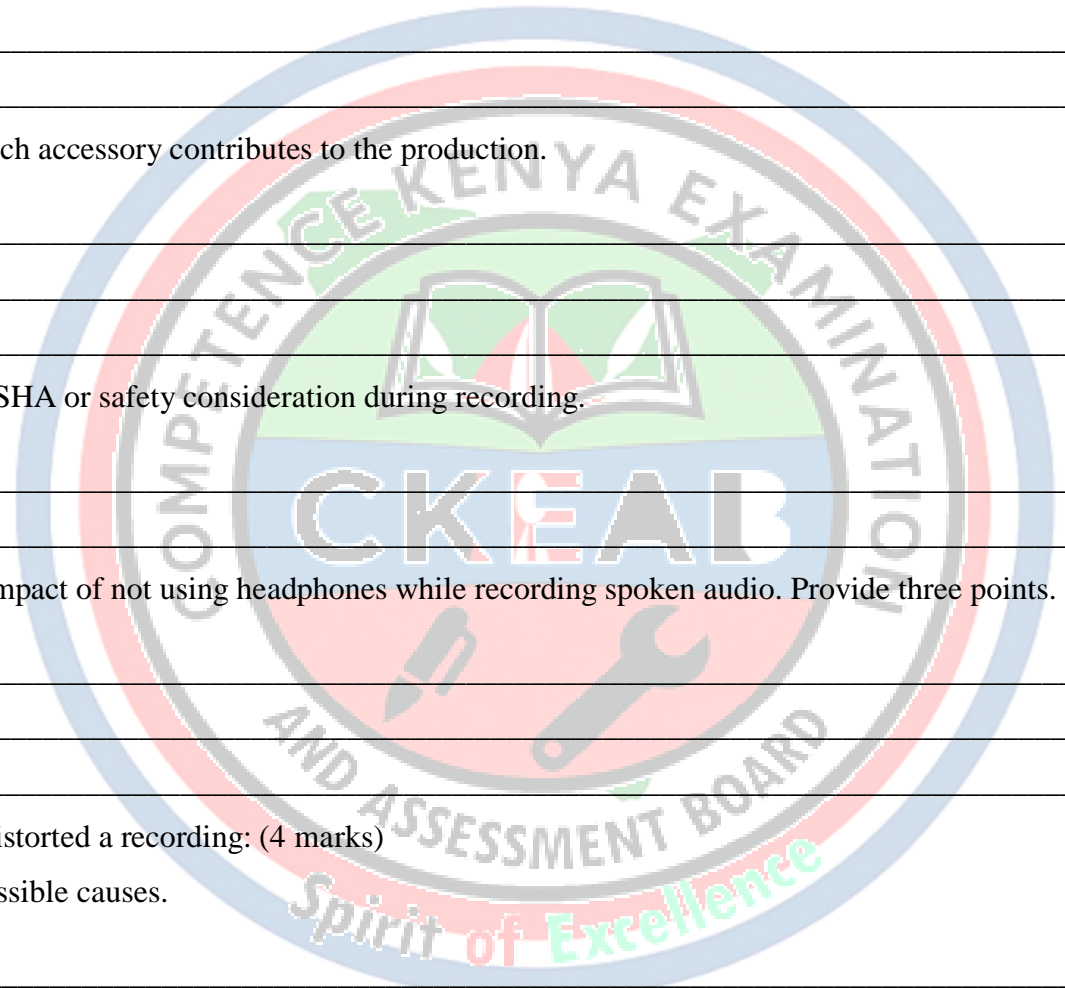 ch accessory contributes to the production.
COMPETENCE KENYA EXAMINATION
SHA or safety consideration during recording.
CKEAB
mpact of not using headphones while recording spoken audio. Provide three points.
AND ASSESSMENT BOARD
istorted a recording: (4 marks)
ssible causes.
Spirit of Excellence